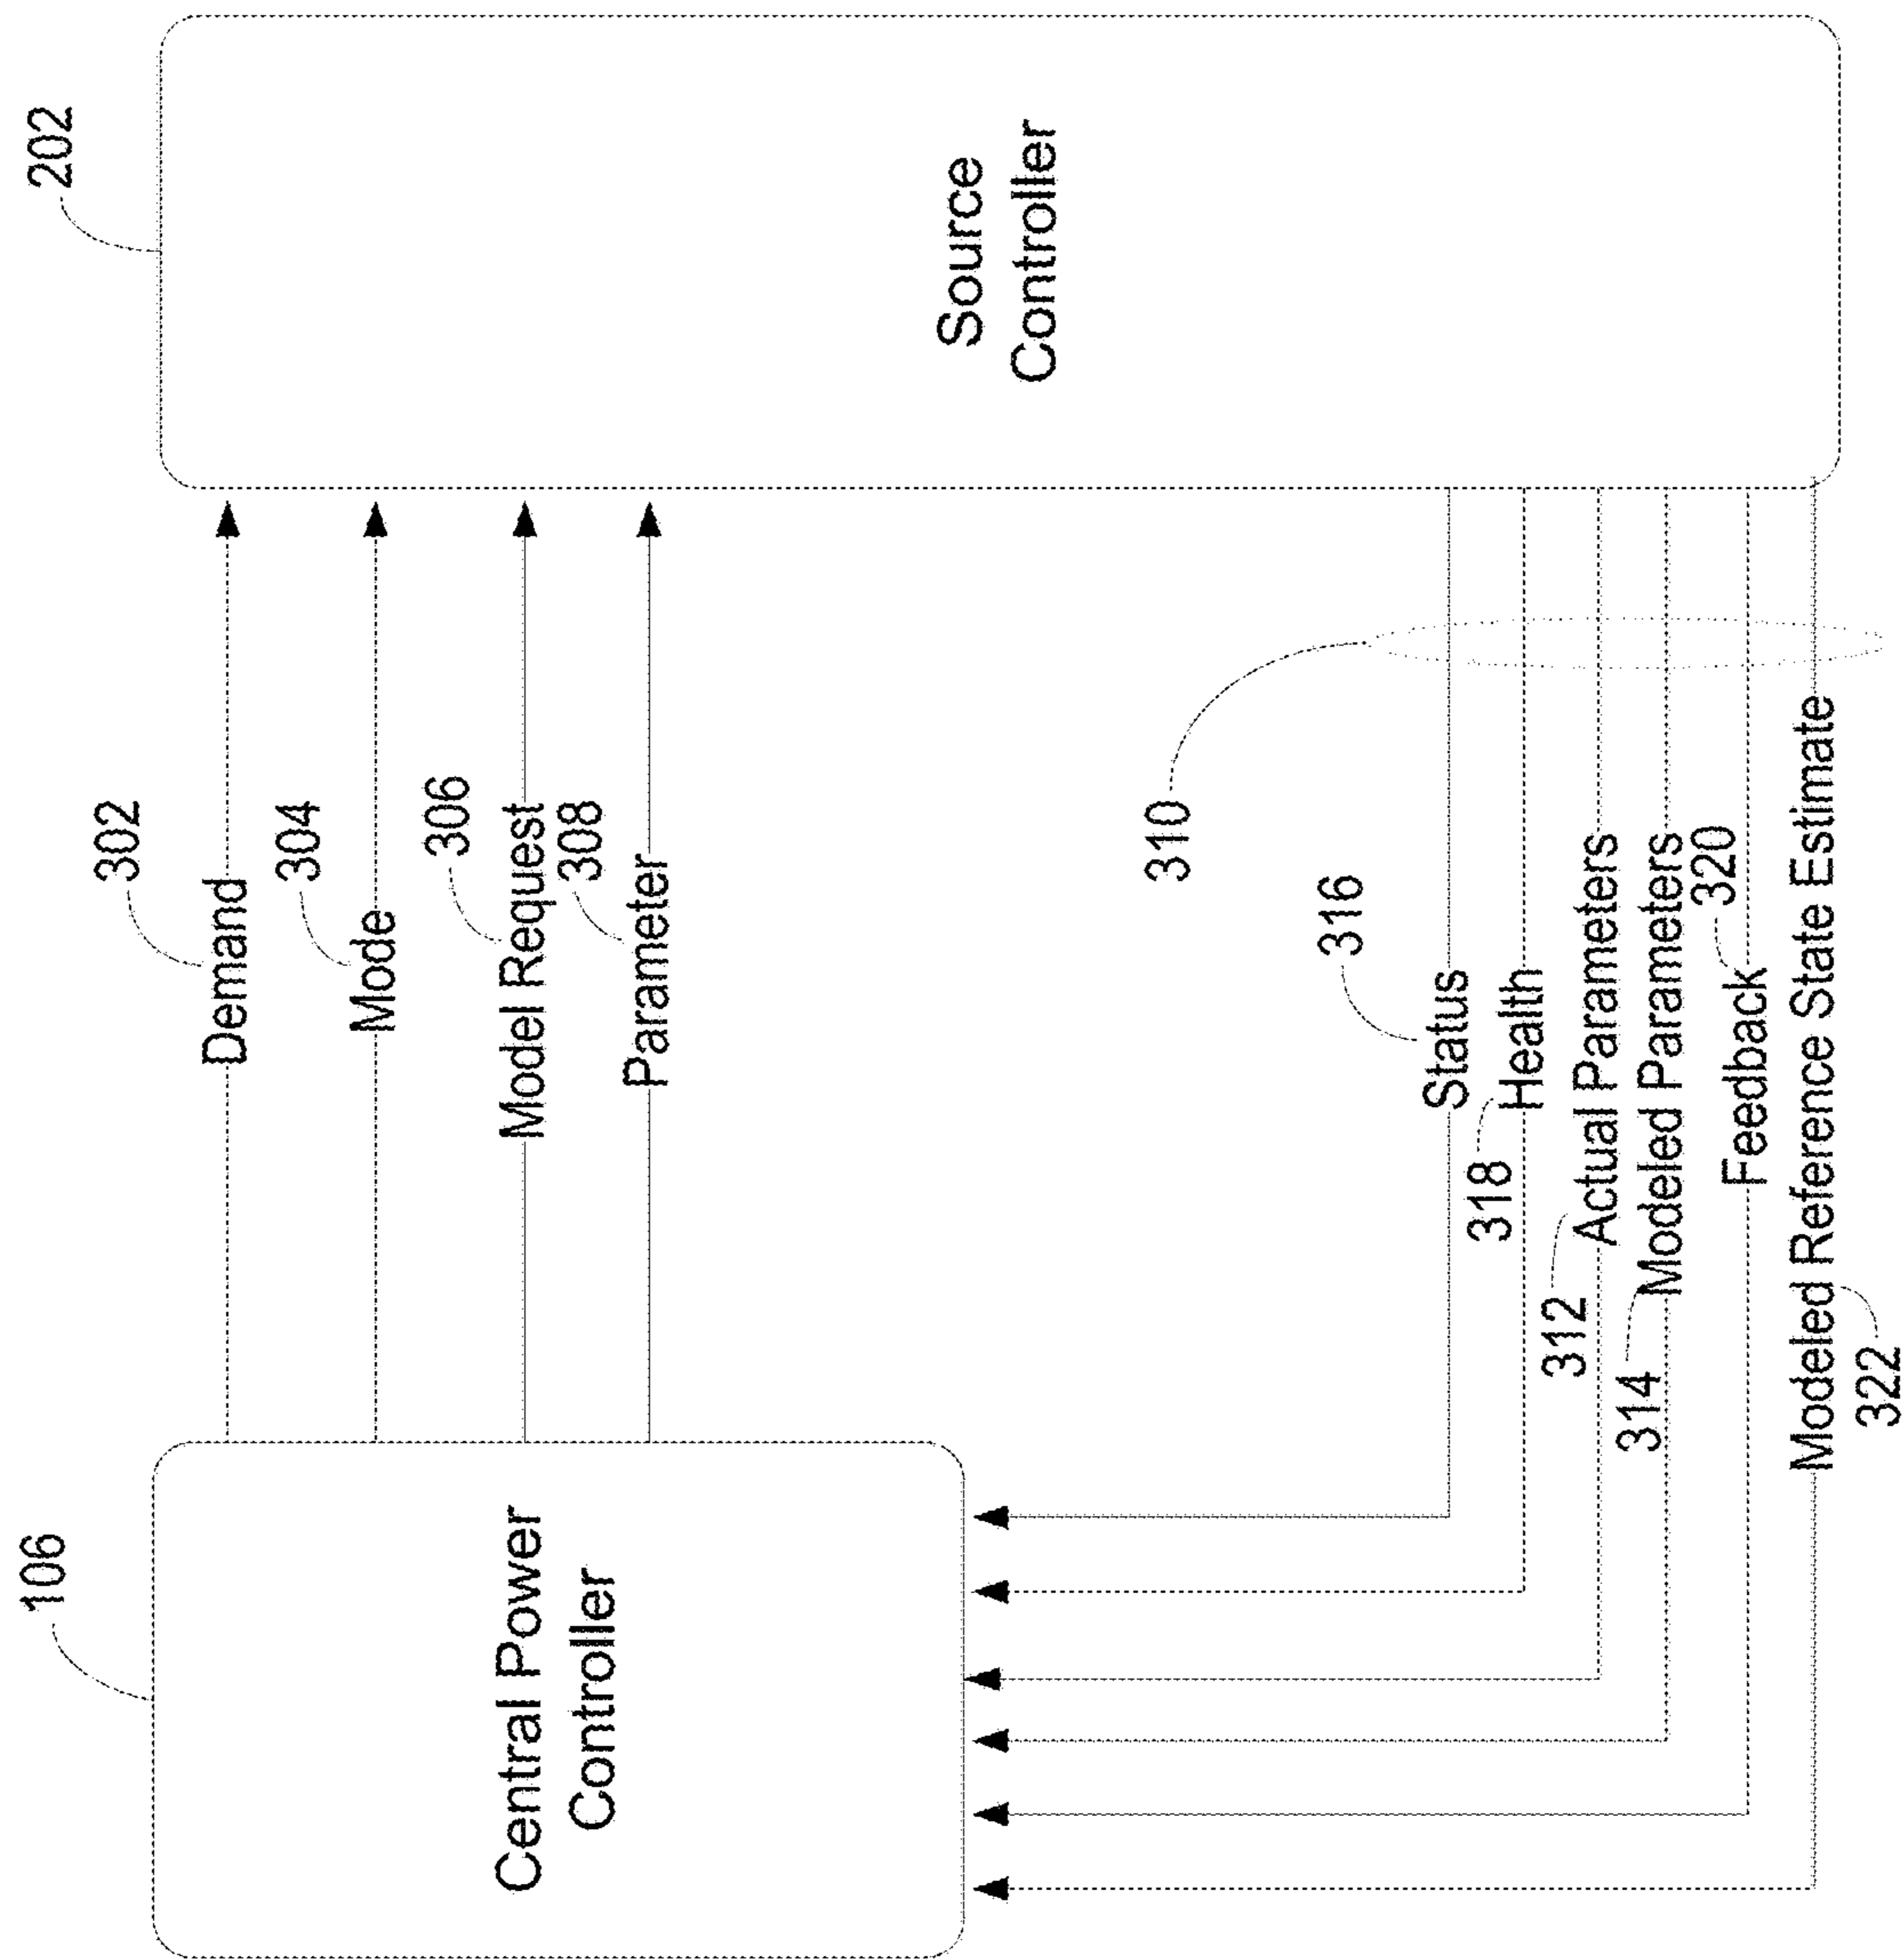 106
202
Central Power
Controller
Source
Controller
302
Demand
304
Mode
306
Model Request
308
Parameter
310
316
Status
318
Health
312
Actual Parameters
314
Modeled Parameters
320
Feedback
Modeled Reference State Estimate
322